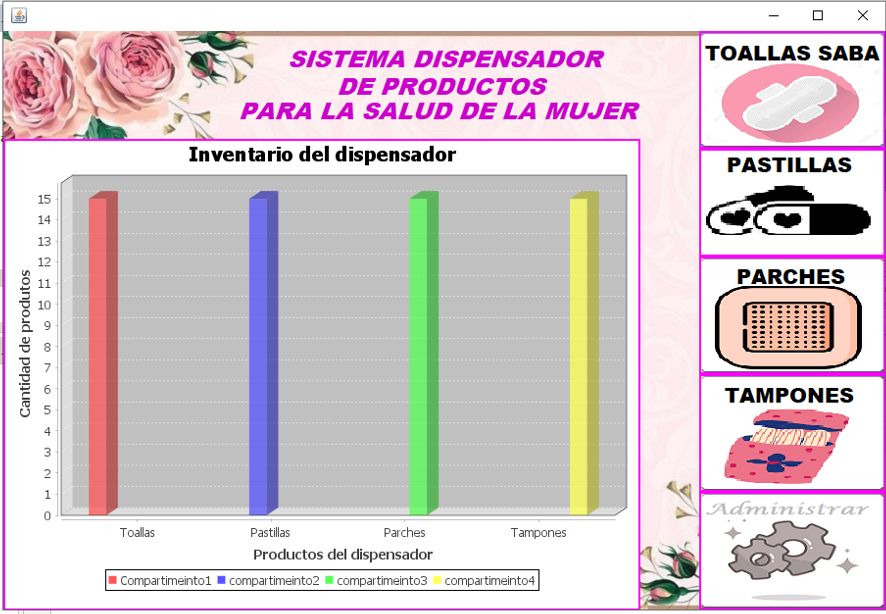 SISTEMA DISPENSADOR
DE PRODUCTOS
PARA LA SALUD DE LA MUJER
Inventario del dispensador
Cantidad de produtos
15
14
13
12
11
10
9
8
7
6
5
4
3
2
1
0
Toallas Pastillas Parches Tampones
Productos del dispensador
Compartimeinto1 compartimeinto2 compartimeinto3 compartimeinto4
TOALLAS SABA
PASTILLAS
PARCHES
TAMPONES
Administrar